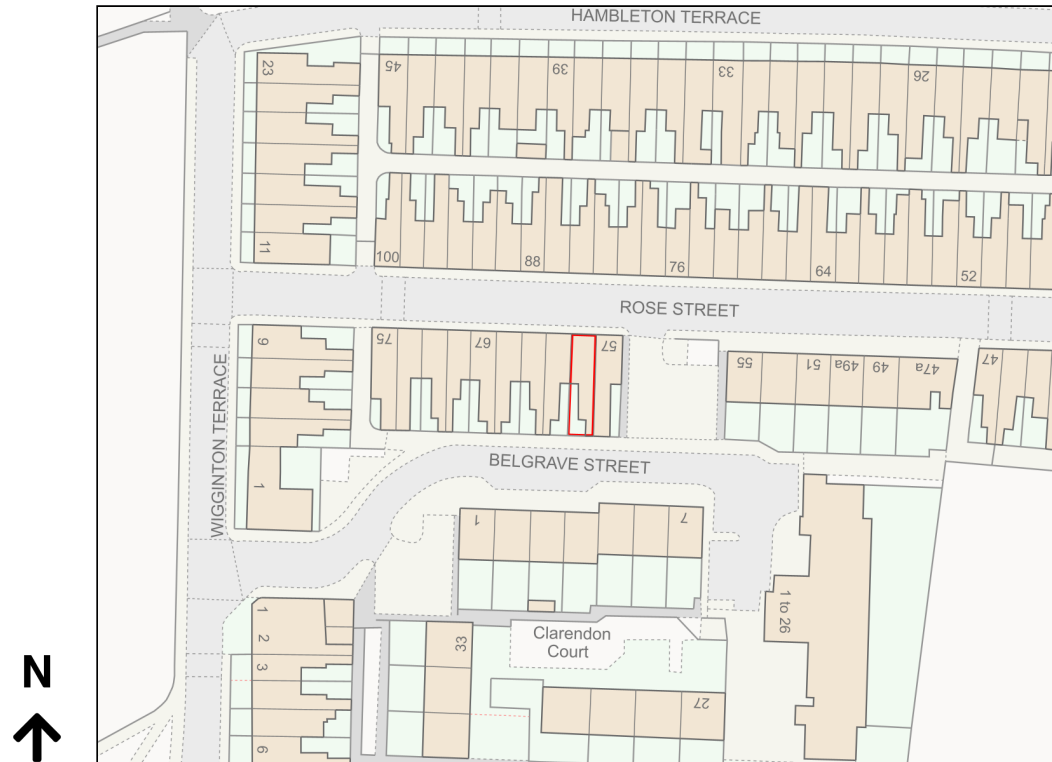 HAMBLETON TERRACE
23
45
39
33
26
11
100
88
76
64
52
ROSE STREET
9
75
67
57
55
51
49a
49
47a
47
WIGGINTON TERRACE
BELGRAVE STREET
1
1
7
1 to 26
1
2
3
6
33
Clarendon
Court
27
N